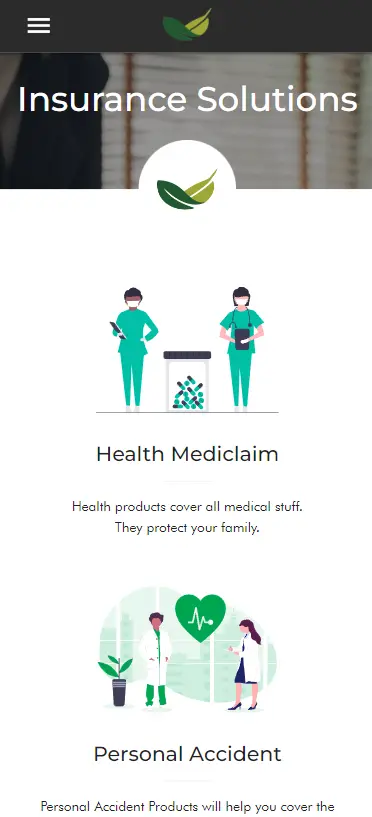 Insurance Solutions
Health Mediclaim
Health products cover all medical stuff.
They protect your family.
Personal Accident
Personal Accident Products will help you cover the